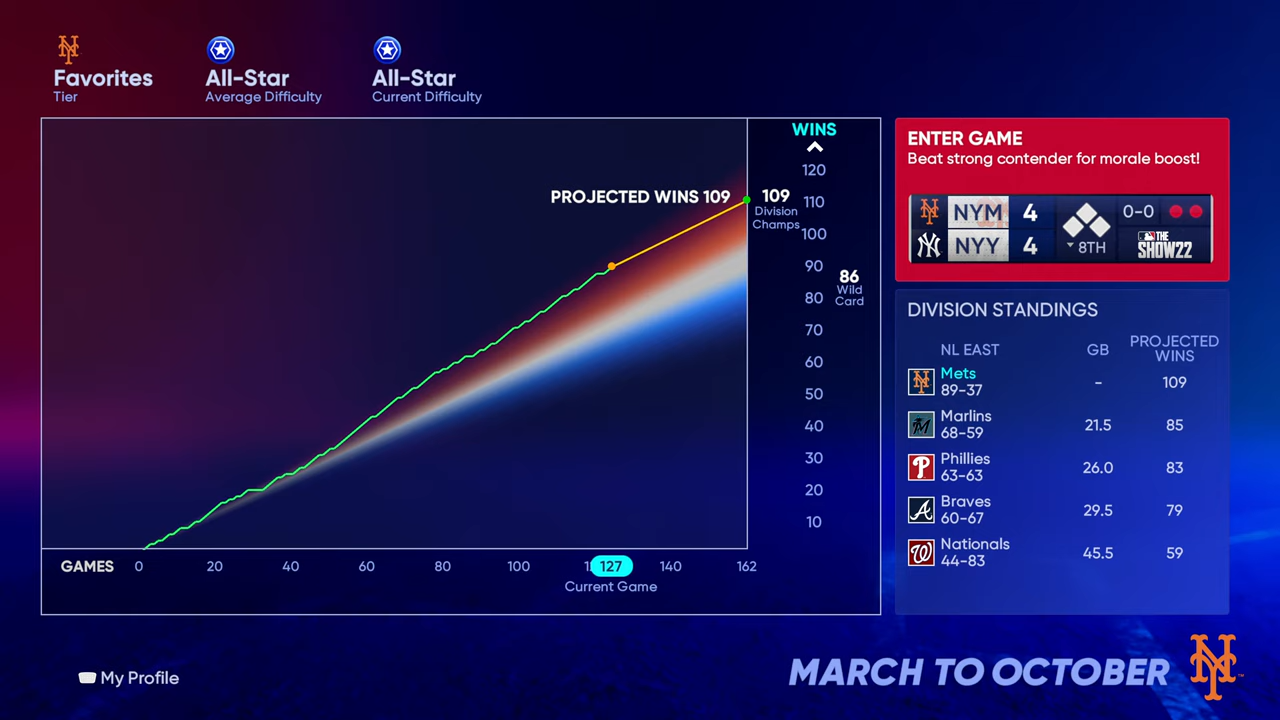 Favorites
Tier
All-Star
Average Difficulty
All-Star
Current Difficulty
WINS
120
110
100
90
80
70
60
50
40
30
20
10
PROJECTED WINS 109
109
Division
Champs
86
Wild
Card
GAMES 0 20 40 60 80 100 127 140 162
Current Game
ENTER GAME
Beat strong contender for morale boost!
NYM 4
NYY 4
8TH
0-0
MLB THE
SHOW22
DIVISION STANDINGS
NL EAST GB PROJECTED
WINS
Mets
89-37 - 109
Marlins
68-59 21.5 85
Phillies
63-63 26.0 83
Braves
60-67 29.5 79
Nationals
44-83 45.5 59
My Profile
MARCH TO OCTOBER